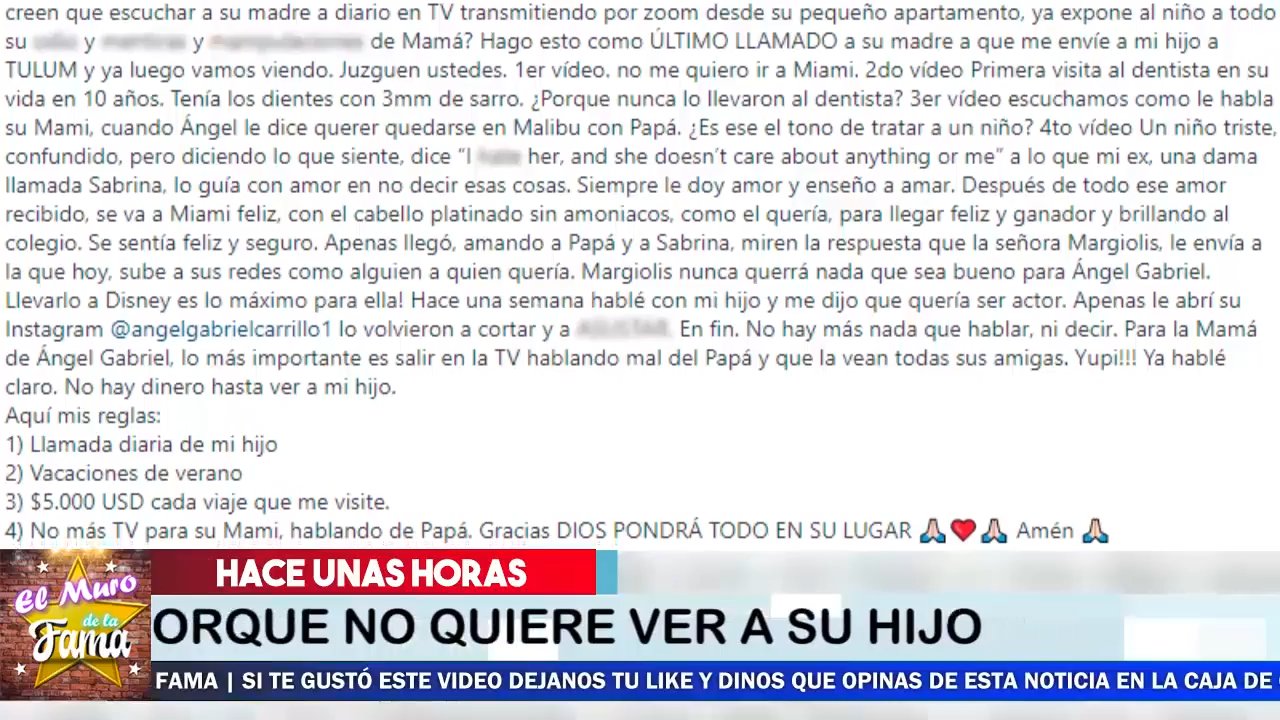 creen que escuchar a su madre a diario en TV transmitiendo por zoom desde su pequeño apartamento, ya expone al niño a todo
su y y de Mamá? Hago esto como ÚLTIMO LLAMADO a su madre a que me envíe a mi hijo a
TULUM y ya luego vamos viendo. Juzguen ustedes. 1er vídeo. no me quiero ir a Miami. 2do vídeo Primera visita al dentista en su
vida en 10 años. Tenía los dientes con 3mm de sarro. ¿Porque nunca lo llevaron al dentista? 3er vídeo escuchamos como le habla
su Mami, cuando Ángel le dice querer quedarse en Malibu con Papá. ¿Es ese el tono de tratar a un niño? 4to vídeo Un niño triste,
confundido, pero diciendo lo que siente, dice “I her, and she doesn’t care about anything or me” a lo que mi ex, una dama
llamada Sabrina, lo guía con amor en no decir esas cosas. Siempre le doy amor y enseño a amar. Después de todo ese amor
recibido, se va a Miami feliz, con el cabello platinado sin amoniacos, como el quería, para llegar feliz y ganador y brillando al
colegio. Se sentía feliz y seguro. Apenas llegó, amando a Papá y a Sabrina, miren la respuesta que la señora Margiolis, le envía a
la que hoy, sube a sus redes como alguien a quien quería. Margiolis nunca querrá nada que sea bueno para Ángel Gabriel.
Llevarlo a Disney es lo máximo para ella! Hace una semana hablé con mi hijo y me dijo que quería ser actor. Apenas le abrí su
Instagram @angelgabrielcarrillo1 lo volvieron a cortar y a . En fin. No hay más nada que hablar, ni decir. Para la Mamá
de Ángel Gabriel, lo más importante es salir en la TV hablando mal del Papá y que la vean todas sus amigas. Yupi!!! Ya hablé
claro. No hay dinero hasta ver a mi hijo.
Aquí mis reglas:
1) Llamada diaria de mi hijo
2) Vacaciones de verano
3) $5.000 USD cada viaje que me visite.
4) No más TV para su Mami, hablando de Papá. Gracias DIOS PONDRÁ TODO EN SU LUGAR 🙏🏻❤️🙏🏻 Amén 🙏🏻
HACE UNAS HORAS
El Muro
de la
Fama
ORQUE NO QUIERE VER A SU HIJO
FAMA | SI TE GUSTÓ ESTE VIDEO DEJANOS TU LIKE Y DINOS QUE OPINAS DE ESTA NOTICIA EN LA CAJA DE